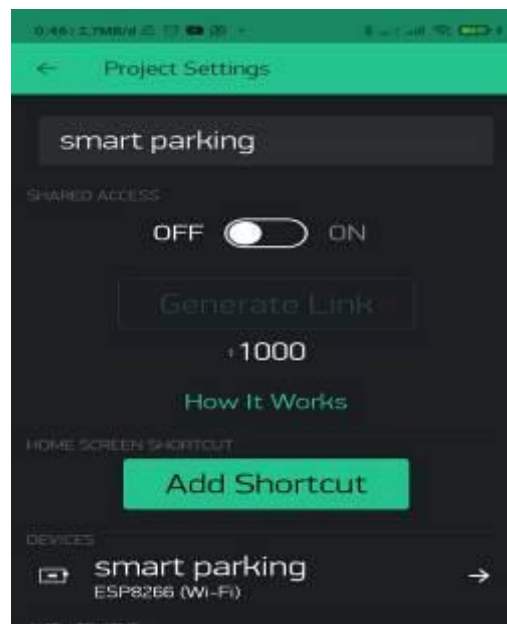 Project Settings
smart parking
SHARED ACCESS
OFF ON
Generate Link
1000
How It Works
HOME SCREEN SHORTCUT
Add Shortcut
DEVICES
smart parking
ESP8266 (Wi-Fi)